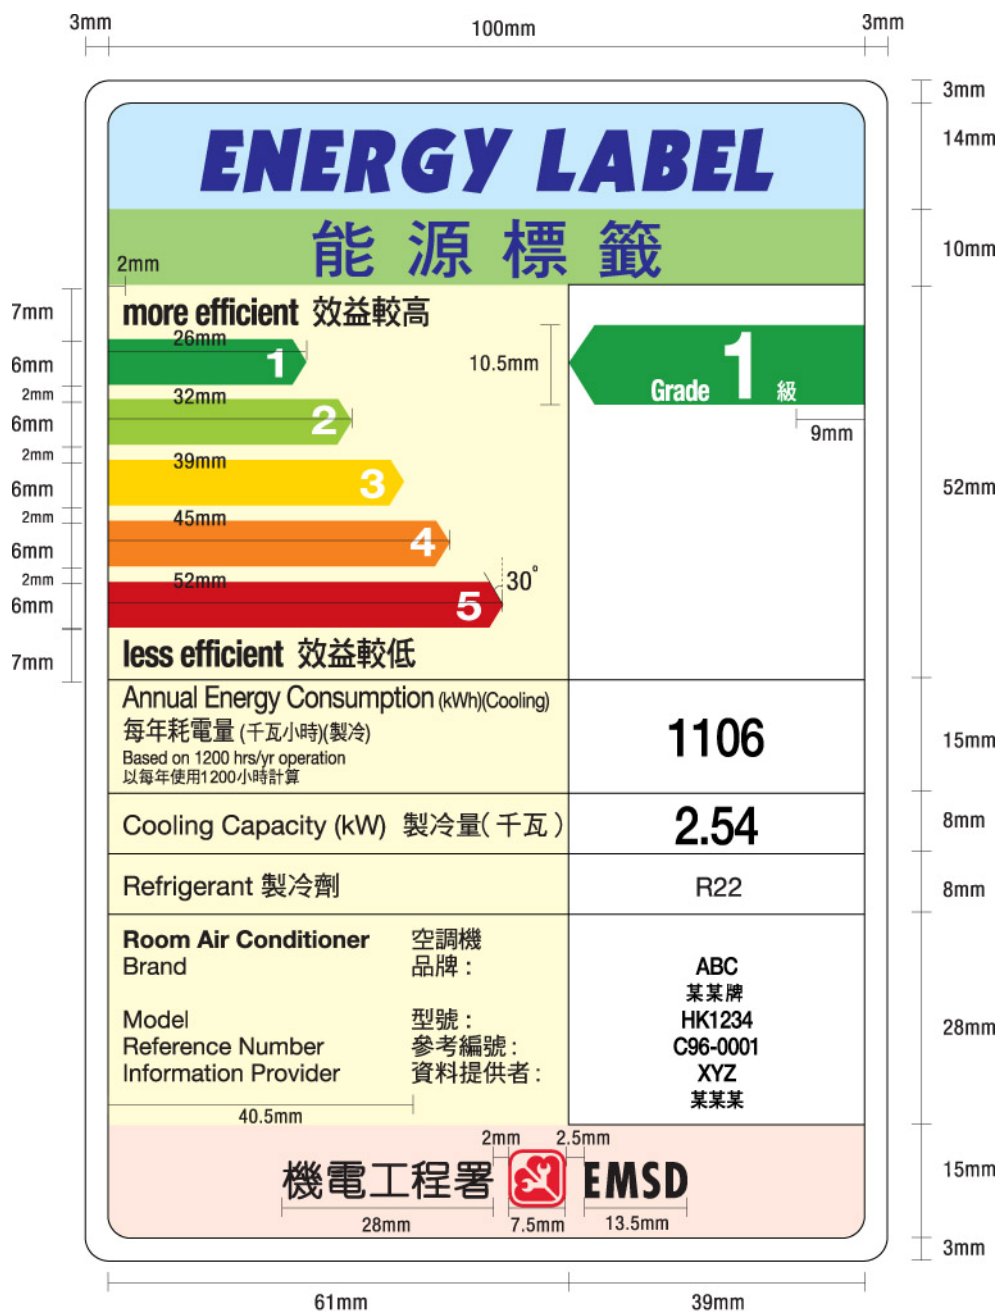 3mm 100mm 3mm
3mm
ENERGY LABEL
14mm
能源標籤
10mm
2mm
7mm
more efficient 效益較高
26mm
6mm
1
10.5mm
Grade 1 級
2mm
32mm
6mm
2
9mm
2mm
39mm
6mm
3
52mm
2mm
45mm
6mm
4
2mm
52mm
30°
6mm
5
7mm
less efficient 效益較低
Annual Energy Consumption (kWh)(Cooling)
每年耗電量 (千瓦小時)(製冷)
Based on 1200 hrs/yr operation
以每年使用1200小時計算
1106
15mm
Cooling Capacity (kW) 製冷量(千瓦)
2.54
8mm
Refrigerant 製冷劑
R22
8mm
Room Air Conditioner 空調機
Brand 品牌:
ABC
某某牌
Model 型號:
HK1234
28mm
Reference Number 參考編號:
C96-0001
Information Provider 資料提供者:
XYZ
某某某
40.5mm
2mm 2.5mm
機電工程署 EMSD
15mm
28mm 7.5mm 13.5mm
3mm
61mm 39mm